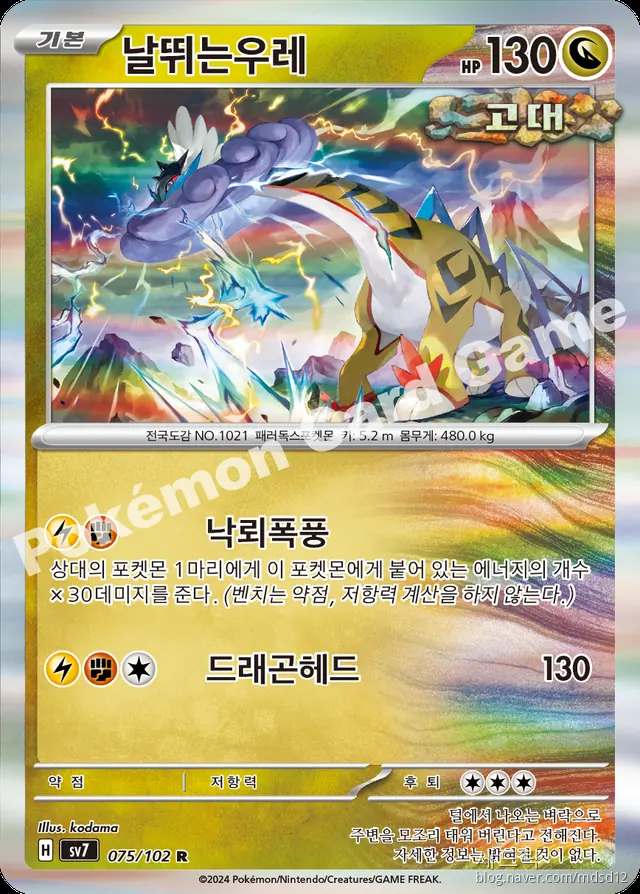 기본
날뛰는우레
HP 130
고대
전국도감 NO.1021 패러독스포켓몬 키: 5.2 m 몸무게: 480.0 kg
Pokémon Card Game
낙뢰폭풍
상대의 포켓몬 1마리에게 이 포켓몬에게 붙어 있는 에너지의 개수
×30데미지를 준다. (벤치는 약점, 저항력 계산을 하지 않는다.)
드래곤헤드 130
약점 저항력 후퇴
Illus. kodama
털에서 나오는 벼락으로
주변을 모조리 태워 버린다고 전해진다.
자세한 정보는 밝혀진 것이 없다.
H sv7 075/102 R
©2024 Pokémon/Nintendo/Creatures/GAME FREAK.
blog.naver.com/mdsd12